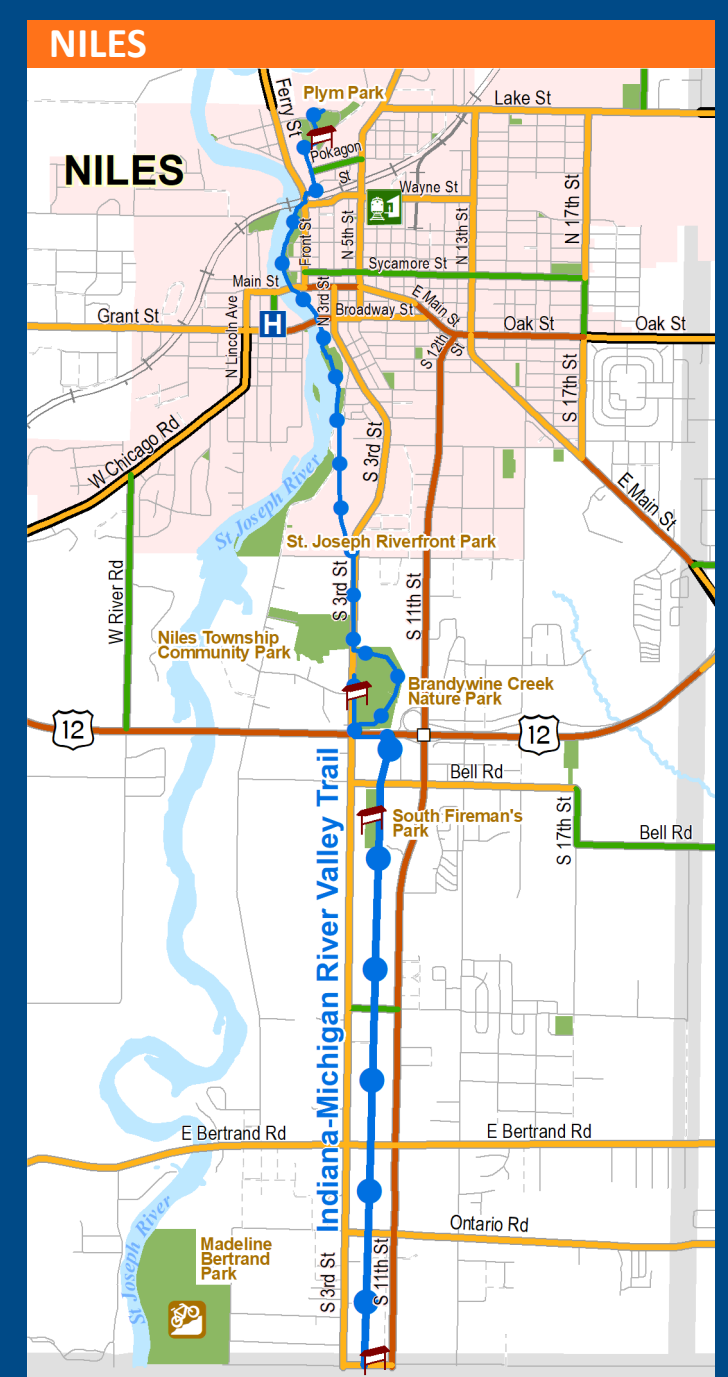 NILES
Plym Park
Ferry St
Lake St
Pokagon
St
NILES
Wayne St
N 17th St
N 5th St
N 13th St
Front St
Sycamore St
Main St
N 3rd St
E Main St
Grant St
N Lincoln Ave
H
Broadway St
Oak St
Oak St
S 12th
St
S 17th St
W Chicago Rd
S 3rd St
E Main St
St Joseph River
St. Joseph Riverfront Park
W River Rd
S 3rd St
S 11th St
Niles Township
Community Park
Brandywine Creek
Nature Park
12
12
Bell Rd
South Fireman's
Park
S 17th St
Bell Rd
Indiana-Michigan River Valley Trail
E Bertrand Rd
E Bertrand Rd
St Joseph River
Ontario Rd
Madeline
Bertrand
Park
S 3rd St
S 11th St